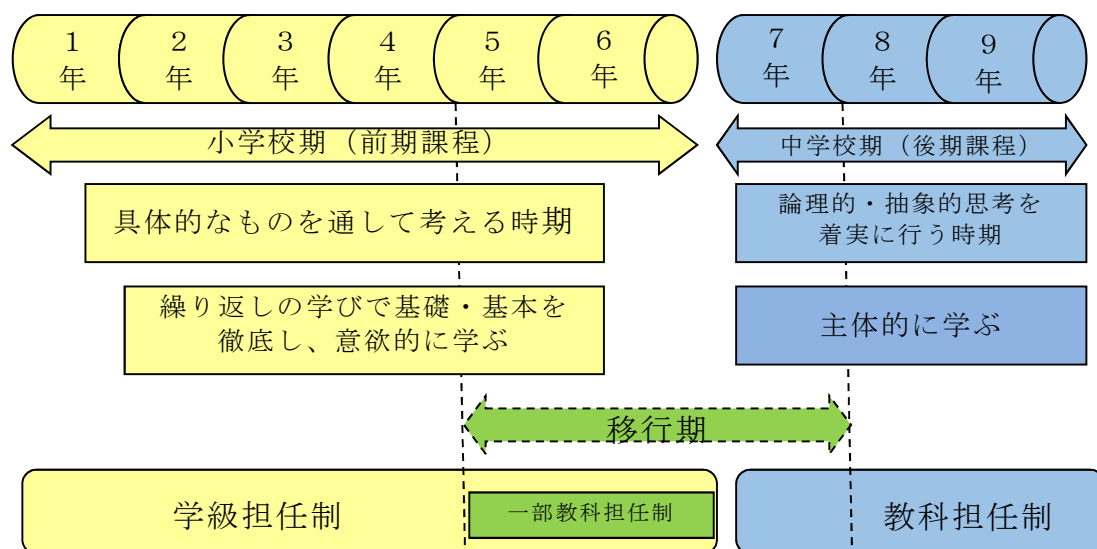 1年
2年
3年
4年
5年
6年
7年
8年
9年
小学校期（前期課程）
中学校期（後期課程）
具体的なものを通して考える時期
論理的・抽象的思考を
着実に行う時期
繰り返しの学びで基礎・基本を
徹底し、意欲的に学ぶ
主体的に学ぶ
移行期
学級担任制
一部教科担任制
教科担任制